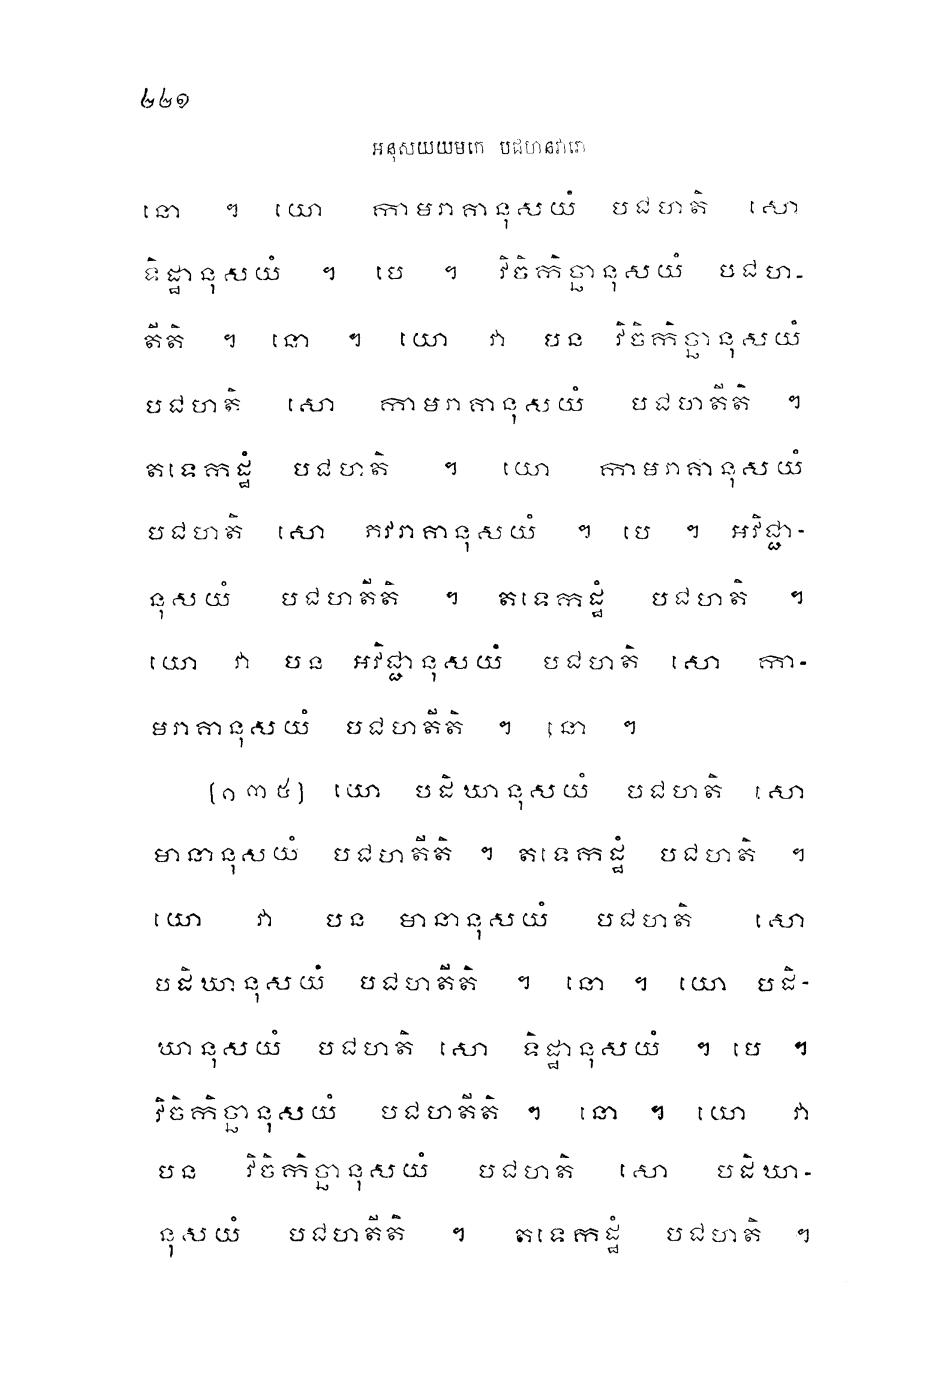 ២២១
អនុសយយមកេ បជហនវារោ
នោ ។ យោ កាមរាគានុសយំ បជហតិ សោ
ទិដ្ឋានុសយំ ។ បេ ។ វិចិកិច្ឆានុសយំ បជហ-
តីតិ ។ នោ ។ យោ វា បន វិចិកិច្ឆានុសយំ
បជហតិ សោ កាមរាគានុសយំ បជហតីតិ ។
តទេកដ្ឋំ បជហតិ ។ យោ កាមរាគានុសយំ
បជហតិ សោ ភវរាគានុសយំ ។ បេ ។ អវិជ្ជា-
នុសយំ បជហតីតិ ។ តទេកដ្ឋំ បជហតិ ។
យោ វា បន អវិជ្ជានុសយំ បជហតិ សោ កា-
មរាគានុសយំ បជហតីតិ ។ នោ ។
(១៣៥) យោ បដិឃានុសយំ បជហតិ សោ
មានានុសយំ បជហតីតិ ។ តទេកដ្ឋំ បជហតិ ។
យោ វា បន មានានុសយំ បជហតិ សោ
បដិឃានុសយំ បជហតីតិ ។ នោ ។ យោ បដិ-
ឃានុសយំ បជហតិ សោ ទិដ្ឋានុសយំ ។ បេ ។
វិចិកិច្ឆានុសយំ បជហតីតិ ។ នោ ។ យោ វា
បន វិចិកិច្ឆានុសយំ បជហតិ សោ បដិឃា-
នុសយំ បជហតីតិ ។ តទេកដ្ឋំ បជហតិ ។